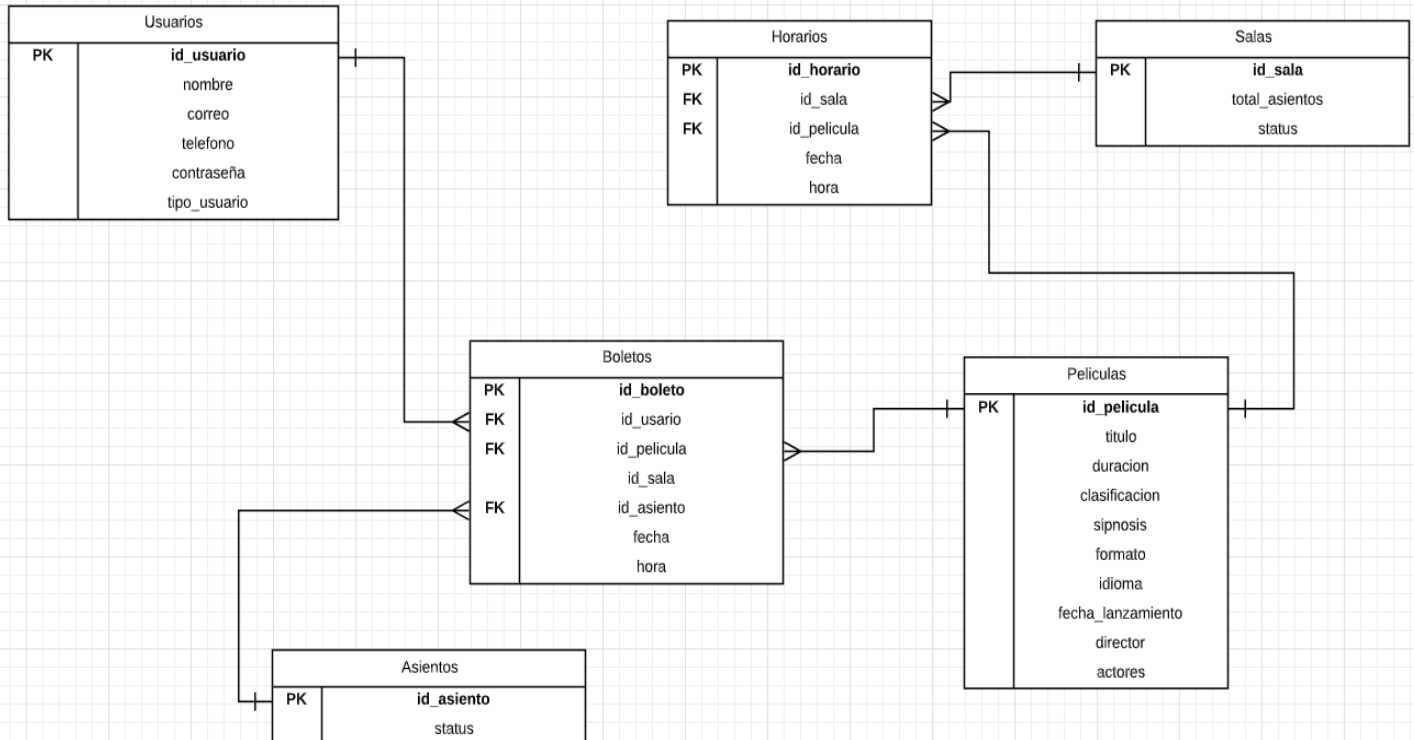 Usuarios
PK id_usuario
nombre
correo
telefono
contraseña
tipo_usuario
Horarios
PK id_horario
FK id_sala
FK id_pelicula
fecha
hora
Salas
PK id_sala
total_asientos
status
Boletos
PK id_boleto
FK id_usario
FK id_pelicula
id_sala
FK id_asiento
fecha
hora
Peliculas
PK id_pelicula
titulo
duracion
clasificacion
sipnosis
formato
idioma
fecha_lanzamiento
director
actores
Asientos
PK id_asiento
status